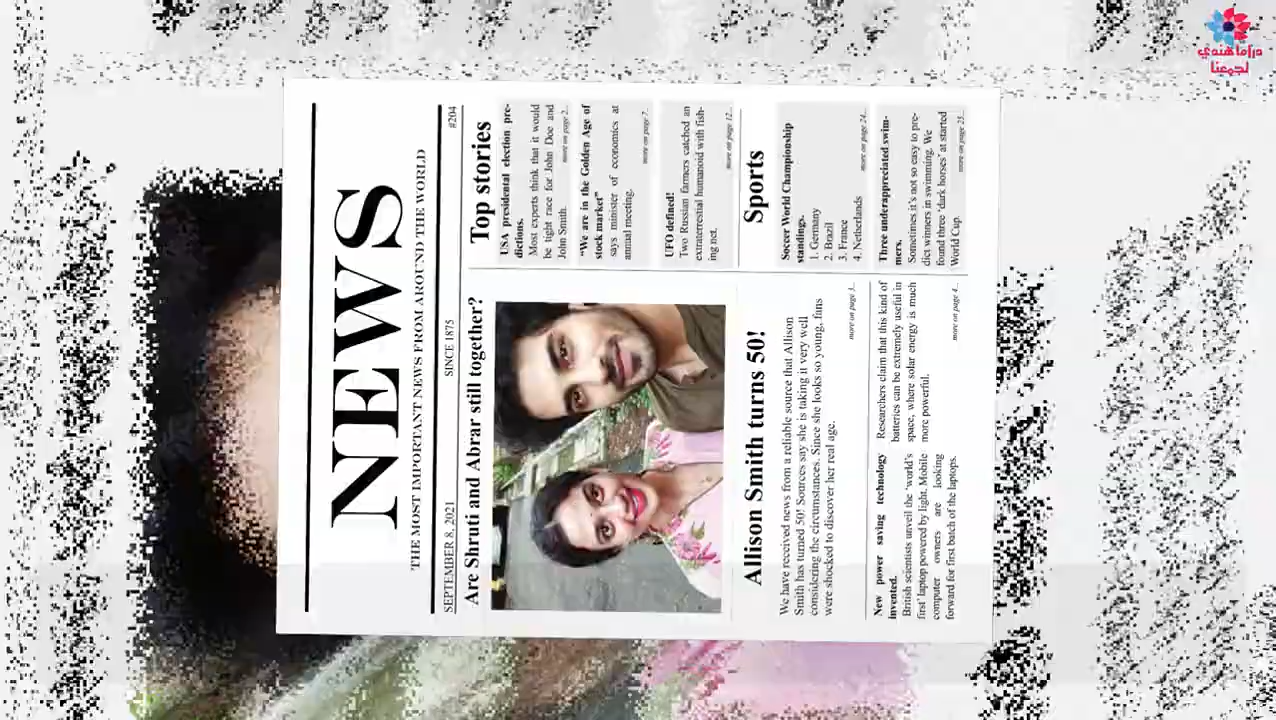 دراما هندي
لجمعنا
NEWS
THE MOST IMPORTANT NEWS FROM AROUND THE WORLD
SEPTEMBER 8, 2021 SINCE 1875 #204
Are Shruti and Abrar still together?
Allison Smith turns 50!
We have received news from a reliable source that Allison
Smith has turned 50! Sources say she is taking it very well
considering the circumstances. Since she looks so young, fans
were shocked to discover her real age.
more on page 3...
New power saving technology
invented.
British scientists unveil the 'world's
first' laptop powered by light. Mobile
computer owners are looking
forward for first batch of the laptops.
Researchers claim that this kind of
batteries can be extremely useful in
space, where solar energy is much
more powerful.
more on page 4...
Top stories
USA presidental election pre-
dictions.
Most experts think that it would
be tight race for John Doe and
John Smith.
more on page 2...
"We are in the Golden Age of
stock market"
says minister of economics at
annual meeting.
more on page 7...
UFO defined!
Two Russian farmers catched an
extraterrestial humanoid with fish-
ing net.
more on page 12...
Sports
Soccer World Championship
standings.
1. Germany
2. Brazil
3. France
4. Netherlands
more on page 24...
Three underappreciated swim-
mers.
Sometimes it's not so easy to pre-
dict winners in swimming. We
found three 'dark horses' at started
World Cup.
more on page 23...